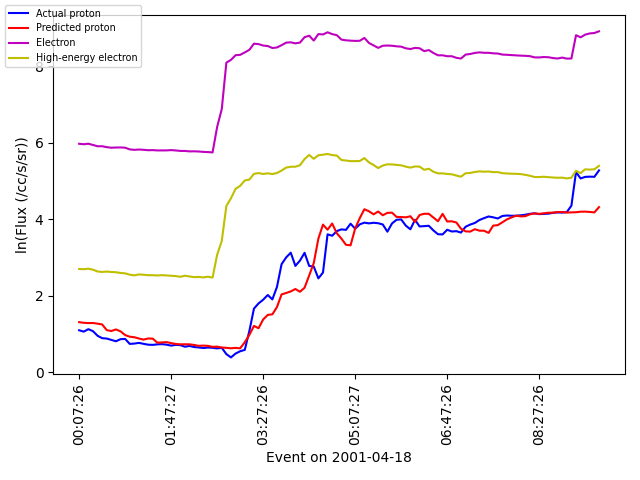 Actual proton
Predicted proton
Electron
High-energy electron
8
6
4
2
0
ln(Flux (/cc/s/sr))
00:07:26
01:47:27
03:27:26
05:07:27
06:47:26
08:27:26
Event on 2001-04-18